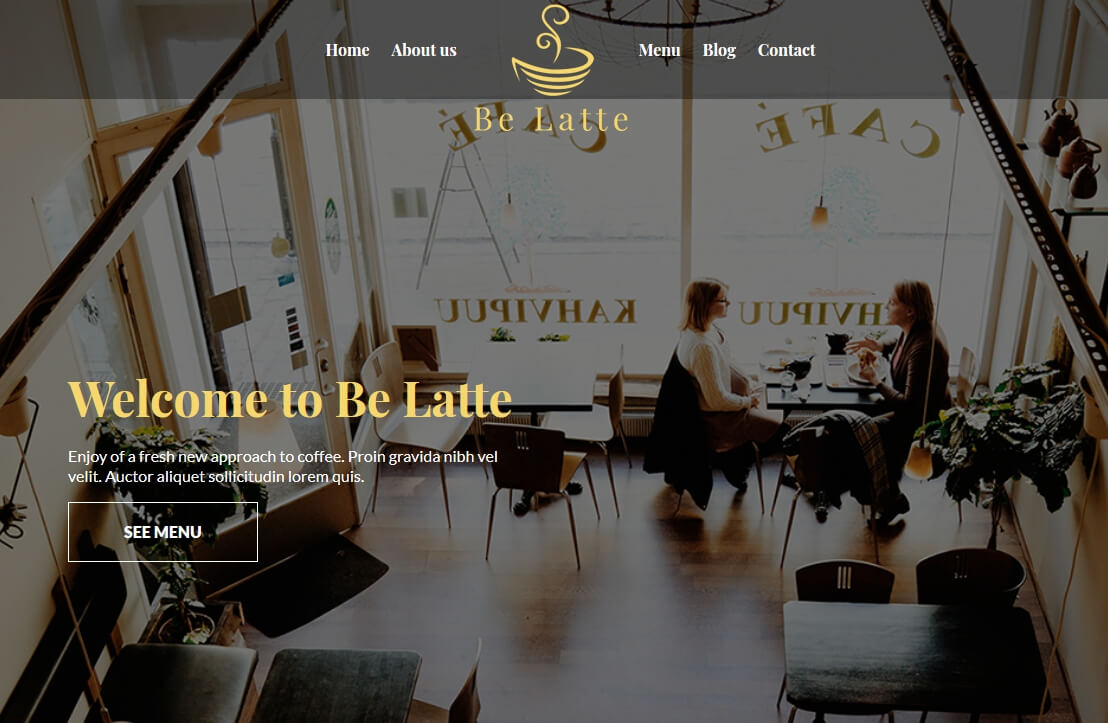 Home About us Menu Blog Contact
Be Latte
CAFÉ CAFÉ
KAHVIPUU KAHVIPUU
Welcome to Be Latte
Enjoy of a fresh new approach to coffee. Proin gravida nibh vel
velit. Auctor aliquet sollicitudin lorem quis.
SEE MENU